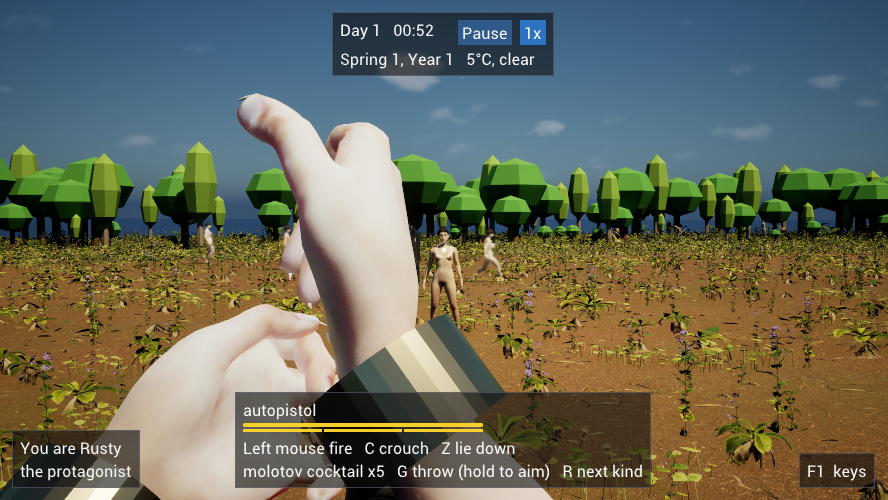 Day 1 00:52 Pause 1x
Spring 1, Year 1 5°C, clear
autopistol
Left mouse fire C crouch Z lie down
molotov cocktail x5 G throw (hold to aim) R next kind
You are Rusty
the protagonist
F1 keys